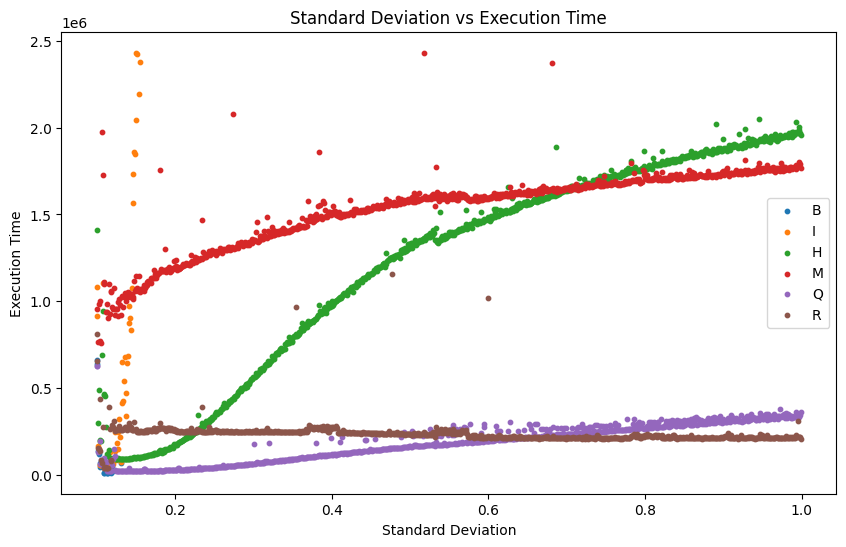 Standard Deviation vs Execution Time
1e6
2.5
2.0
1.5
1.0
0.5
0.0
Execution Time
0.2
0.4
0.6
0.8
1.0
Standard Deviation
B
I
H
M
Q
R